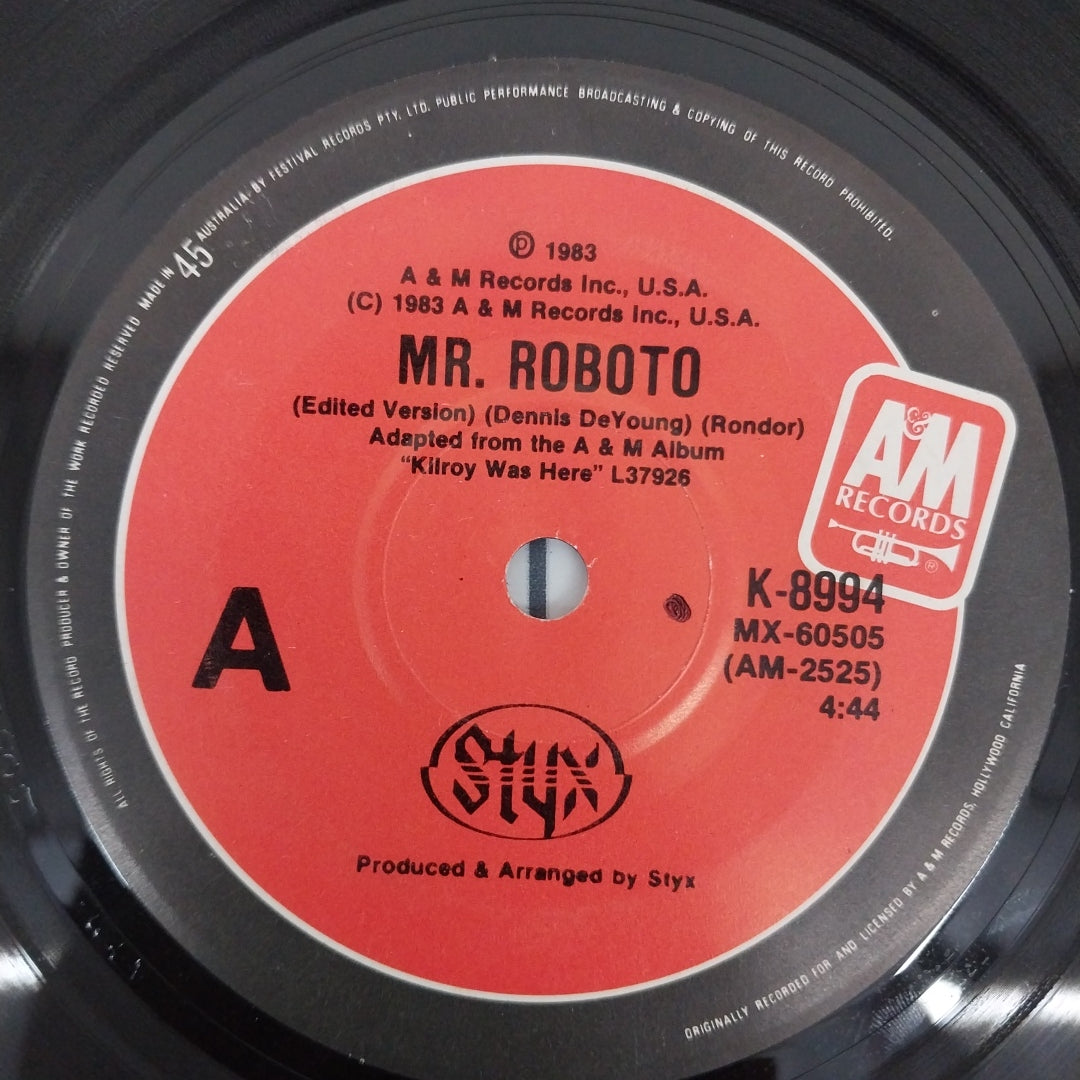 ALL RIGHTS OF THE RECORD PRODUCER & OWNER OF THE WORK RECORDED RESERVED MADE IN 45 AUSTRALIA BY FESTIVAL RECORDS PTY. LTD. PUBLIC PERFORMANCE BROADCASTING & COPYING OF THIS RECORD PROHIBITED.
℗ 1983
A & M Records Inc., U.S.A.
(C) 1983 A & M Records Inc., U.S.A.
MR. ROBOTO
(Edited Version) (Dennis DeYoung) (Rondor)
Adapted from the A & M Album
"Kilroy Was Here" L37926
A&M
RECORDS
®
A
K-8994
MX-60505
(AM-2525)
4:44
Styx
Produced & Arranged by Styx
ORIGINALLY RECORDED FOR AND LICENSED BY A & M RECORDS, HOLLYWOOD CALIFORNIA